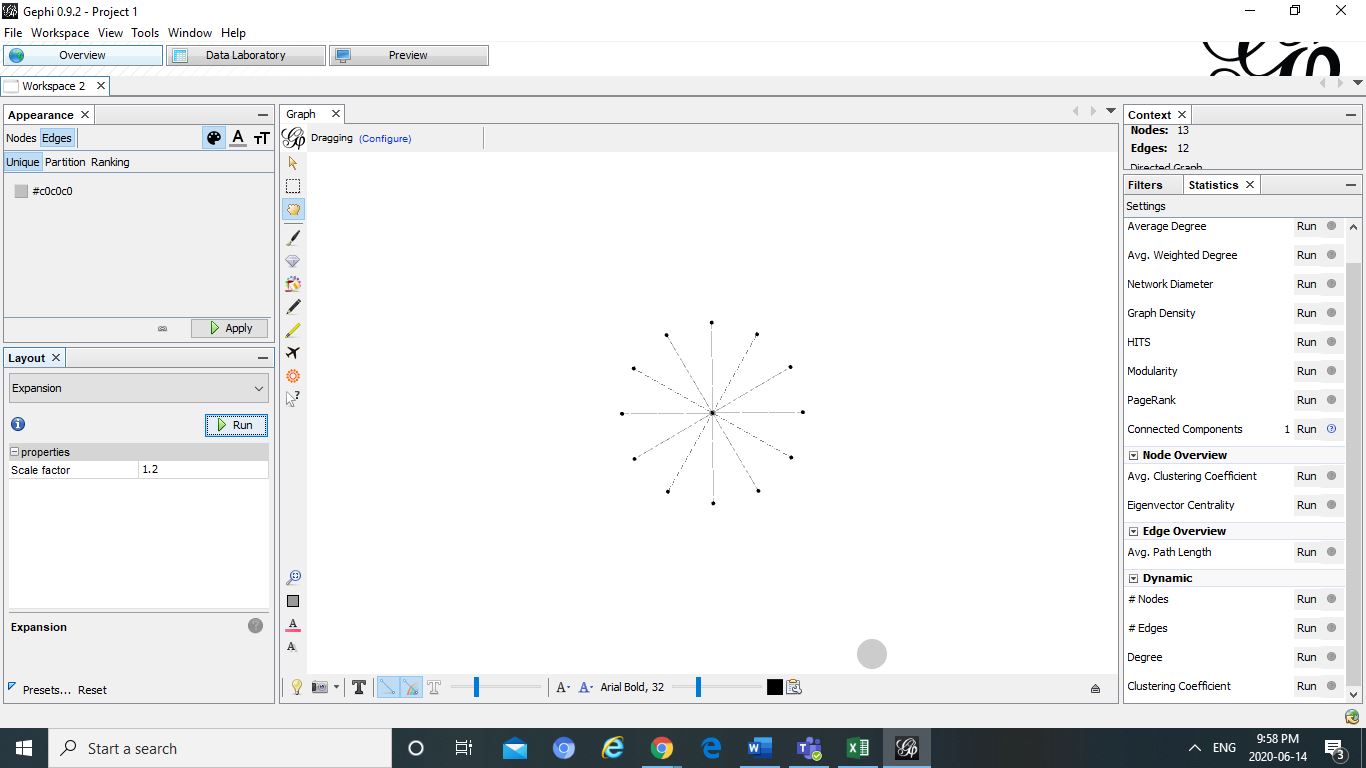 Gephi 0.9.2 - Project 1
File Workspace View Tools Window Help
Overview Data Laboratory Preview
Workspace 2
Appearance
Nodes Edges
Unique Partition Ranking
#c0c0c0
Apply
Layout
Expansion
Run
properties
Scale factor 1.2
Expansion
Presets... Reset
Graph
Dragging (Configure)
Arial Bold, 32
Context
Nodes: 13
Edges: 12
Directed Graph
Filters Statistics
Settings
Average Degree Run
Avg. Weighted Degree Run
Network Diameter Run
Graph Density Run
HITS Run
Modularity Run
PageRank Run
Connected Components 1 Run
Node Overview
Avg. Clustering Coefficient Run
Eigenvector Centrality Run
Edge Overview
Avg. Path Length Run
Dynamic
# Nodes Run
# Edges Run
Degree Run
Clustering Coefficient Run
Start a search
ENG
9:58 PM
2020-06-14
3